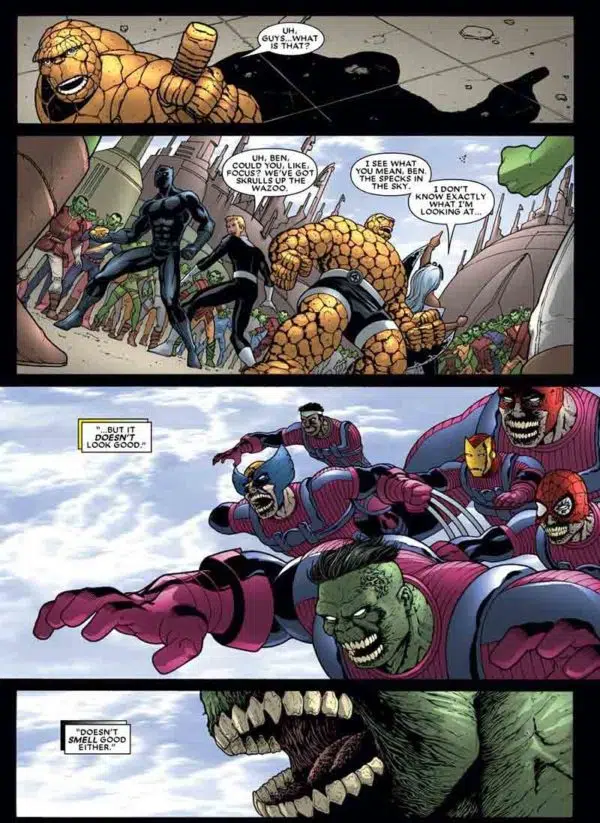 UH,
GUYS...WHAT
IS THAT?
UH, BEN,
COULD YOU, LIKE,
FOCUS? WE'VE GOT
SKRULLS UP THE
WAZOO.
I SEE WHAT
YOU MEAN, BEN.
THE SPECKS
IN THE
SKY.
I DON'T
KNOW EXACTLY
WHAT I'M
LOOKING AT...
"...BUT IT
DOESN'T
LOOK GOOD."
"DOESN'T
SMELL GOOD
EITHER."